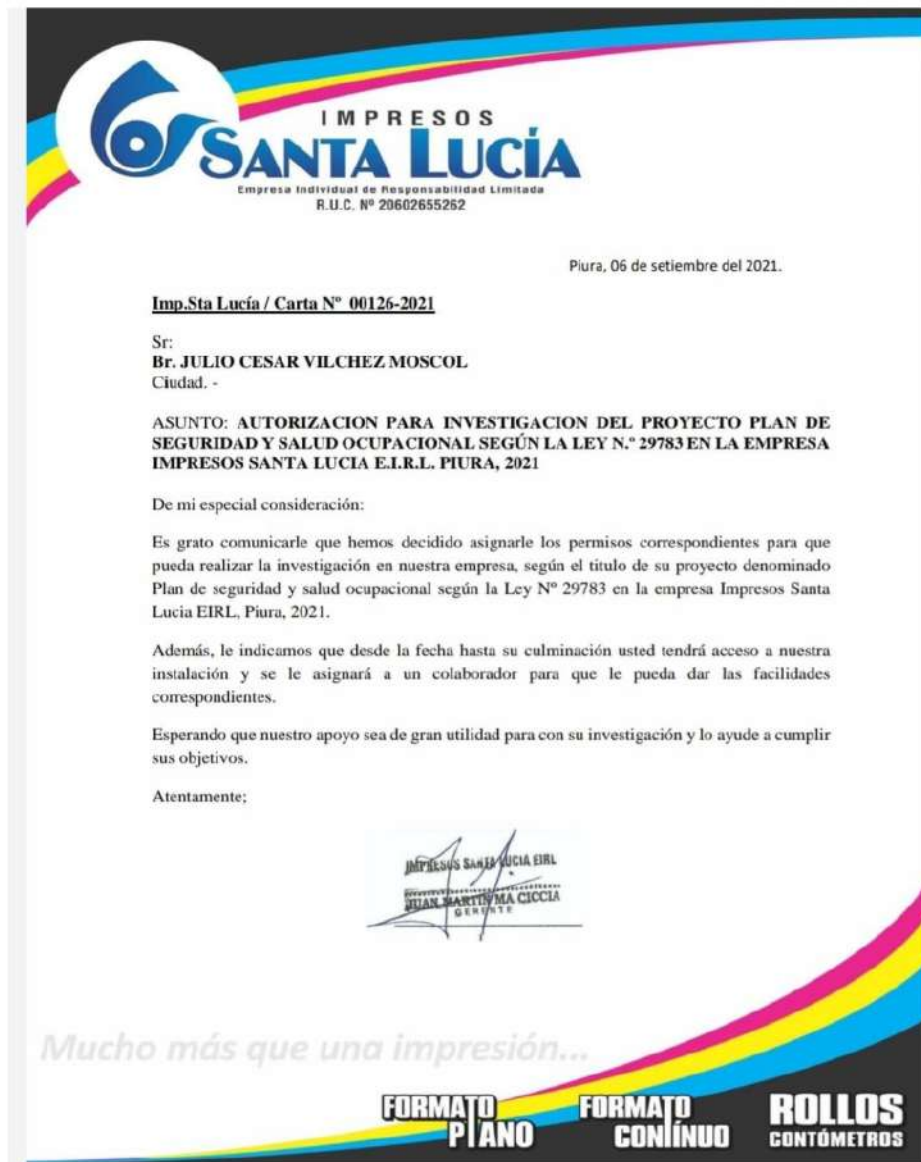 IMPRESOS
SANTA LUCÍA
Empresa Individual de Responsabilidad Limitada
R.U.C. Nº 20602655262
Piura, 06 de setiembre del 2021.
Imp.Sta Lucía / Carta Nº 00126-2021
Sr:
Br. JULIO CESAR VILCHEZ MOSCOL
Ciudad. -
ASUNTO: AUTORIZACION PARA INVESTIGACION DEL PROYECTO PLAN DE
SEGURIDAD Y SALUD OCUPACIONAL SEGÚN LA LEY N.º 29783 EN LA EMPRESA
IMPRESOS SANTA LUCIA E.I.R.L. PIURA, 2021
De mi especial consideración:
Es grato comunicarle que hemos decidido asignarle los permisos correspondientes para que
pueda realizar la investigación en nuestra empresa, según el titulo de su proyecto denominado
Plan de seguridad y salud ocupacional según la Ley Nº 29783 en la empresa Impresos Santa
Lucia EIRL, Piura, 2021.
Además, le indicamos que desde la fecha hasta su culminación usted tendrá acceso a nuestra
instalación y se le asignará a un colaborador para que le pueda dar las facilidades
correspondientes.
Esperando que nuestro apoyo sea de gran utilidad para con su investigación y lo ayude a cumplir
sus objetivos.
Atentamente;
IMPRESOS SANTA LUCIA EIRL
JUAN MARTIN MA CICCIA
GERENTE
Mucho más que una impresión...
FORMATO
PLANO
FORMATO
CONTÍNUO
ROLLOS
CONTÓMETROS